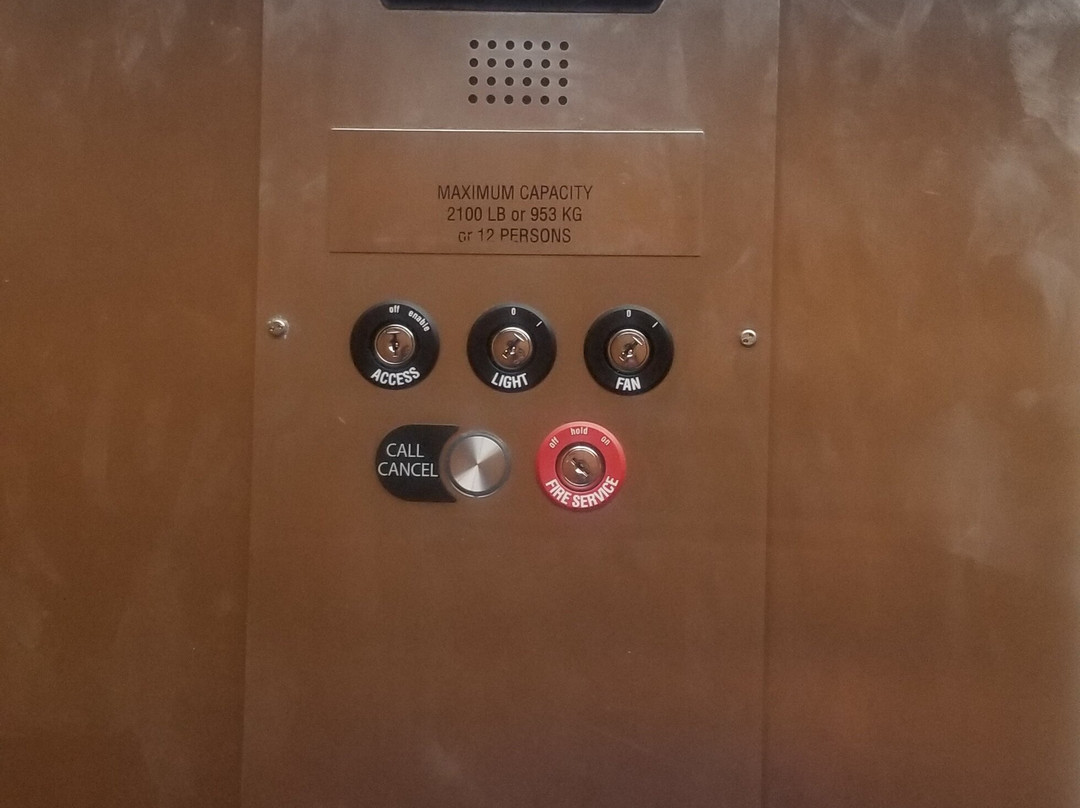 MAXIMUM CAPACITY
2100 LB or 953 KG
or 12 PERSONS
off enable
ACCESS
0 I
LIGHT
0 I
FAN
CALL
CANCEL
off hold on
FIRE SERVICE